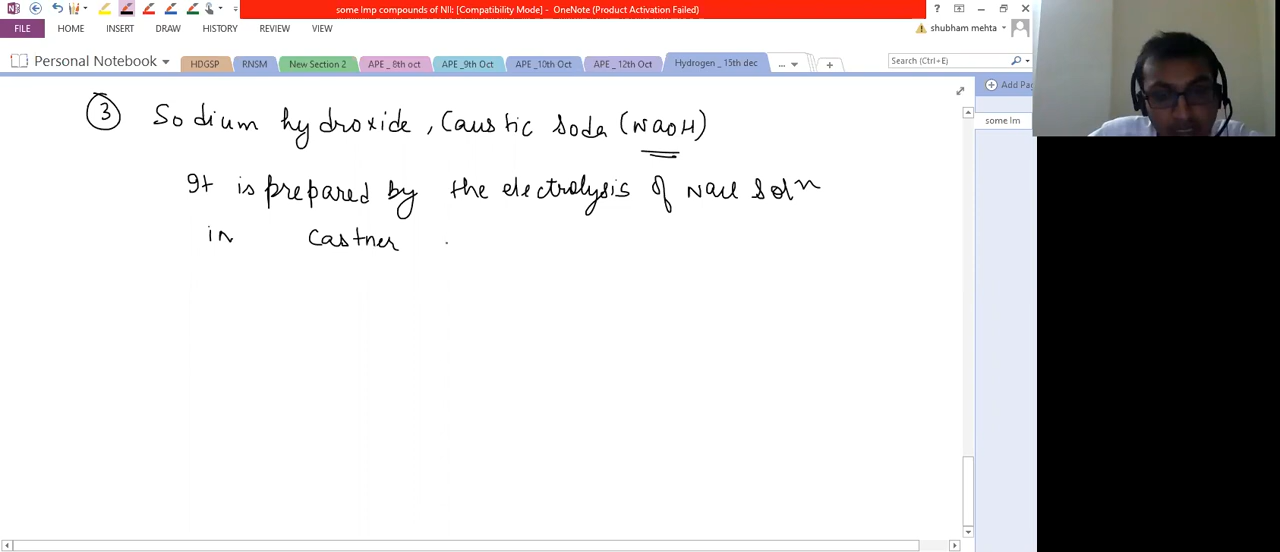 some Imp compounds of NII: [Compatibility Mode] - OneNote (Product Activation Failed)
FILE HOME INSERT DRAW HISTORY REVIEW VIEW
shubham mehta
Personal Notebook
HDGSP RNSM New Section 2 APE _ 8th oct APE _9th Oct APE _10th Oct APE _ 12th Oct Hydrogen _ 15th dec ...
Search (Ctrl+E)
Add Pag
some Im
3 Sodium hydroxide, Caustic Soda (NaOH)
It is prepared by the electrolysis of NaCl Solⁿ
in Castner